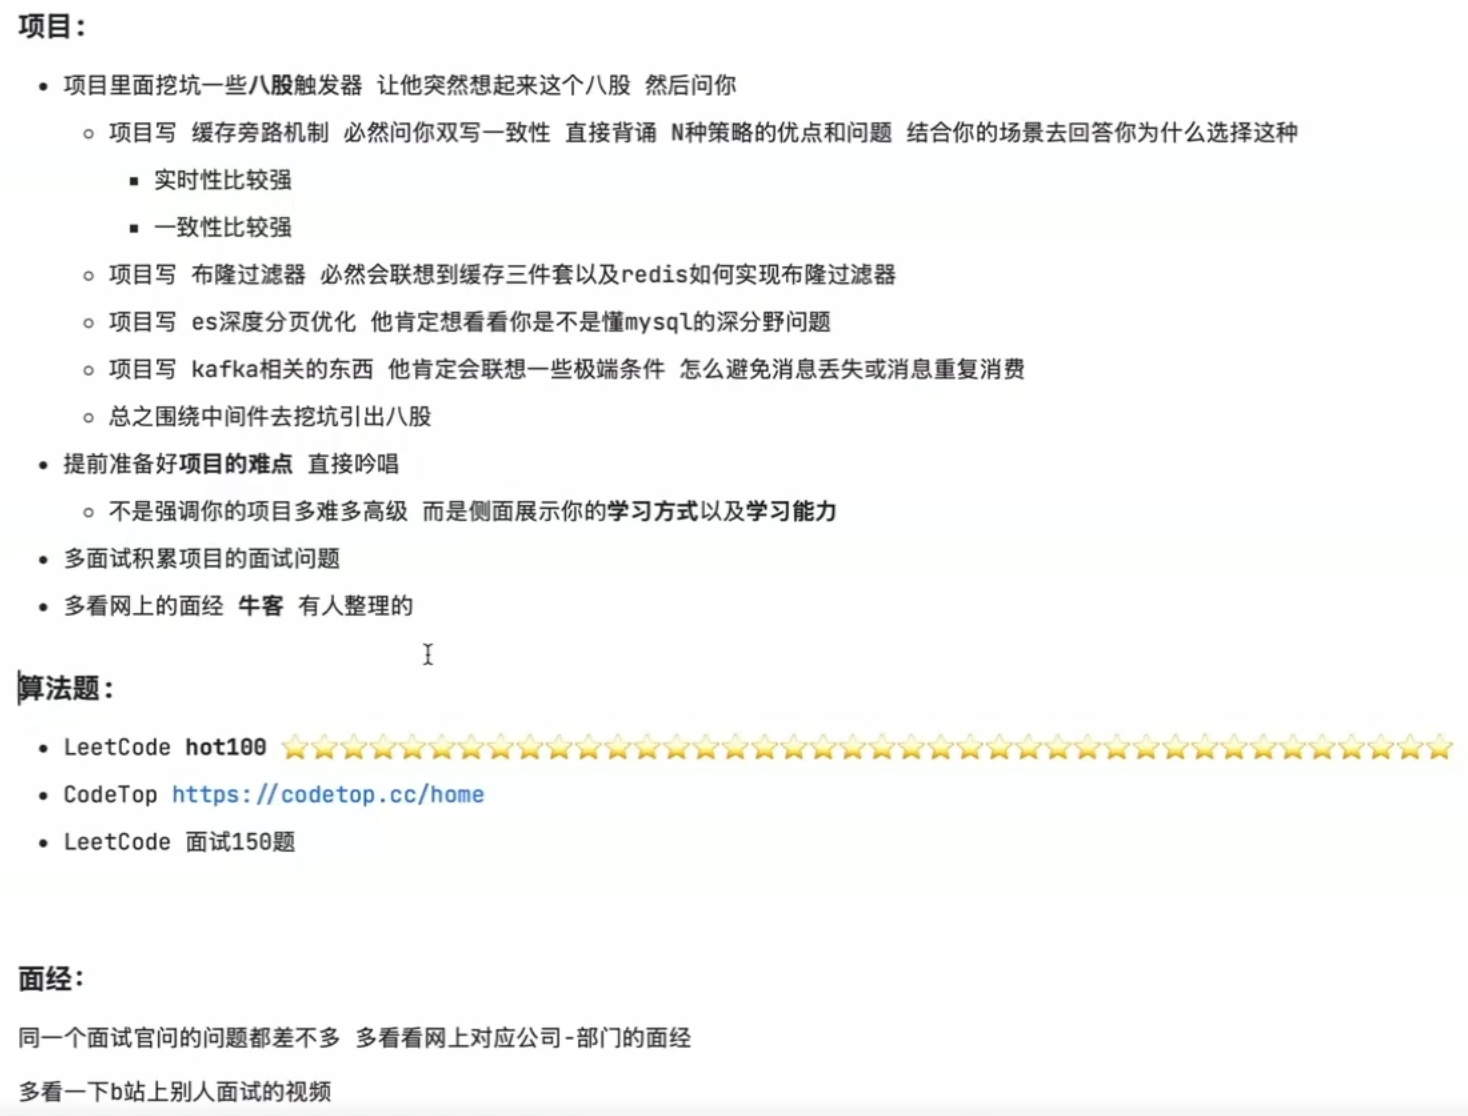 项目：
项目里面挖坑一些八股触发器 让他突然想起来这个八股 然后问你
项目写 缓存旁路机制 必然问你双写一致性 直接背诵 N种策略的优点和问题 结合你的场景去回答你为什么选择这种
实时性比较强
一致性比较强
项目写 布隆过滤器 必然会联想到缓存三件套以及redis如何实现布隆过滤器
项目写 es深度分页优化 他肯定想看看你是不是懂mysql的深分野问题
项目写 kafka相关的东西 他肯定会联想一些极端条件 怎么避免消息丢失或消息重复消费
总之围绕中间件去挖坑引出八股
提前准备好项目的难点 直接吟唱
不是强调你的项目多难多高级 而是侧面展示你的学习方式以及学习能力
多面试积累项目的面试问题
多看网上的面经 牛客 有人整理的
算法题：
LeetCode hot100 ⭐⭐⭐⭐⭐⭐⭐⭐⭐⭐⭐⭐⭐⭐⭐⭐⭐⭐⭐⭐⭐⭐⭐⭐⭐⭐⭐⭐⭐⭐⭐⭐⭐⭐⭐⭐⭐⭐⭐⭐
CodeTop https://codetop.cc/home
LeetCode 面试150题
面经：
同一个面试官问的问题都差不多 多看看网上对应公司-部门的面经
多看一下b站上别人面试的视频